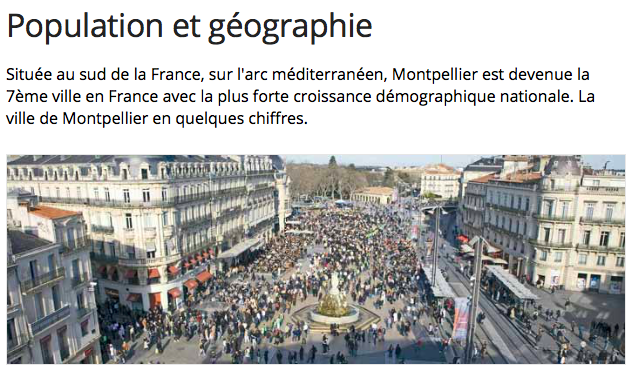 Population et géographie
Située au sud de la France, sur l'arc méditerranéen, Montpellier est devenue la
7ème ville en France avec la plus forte croissance démographique nationale. La
ville de Montpellier en quelques chiffres.